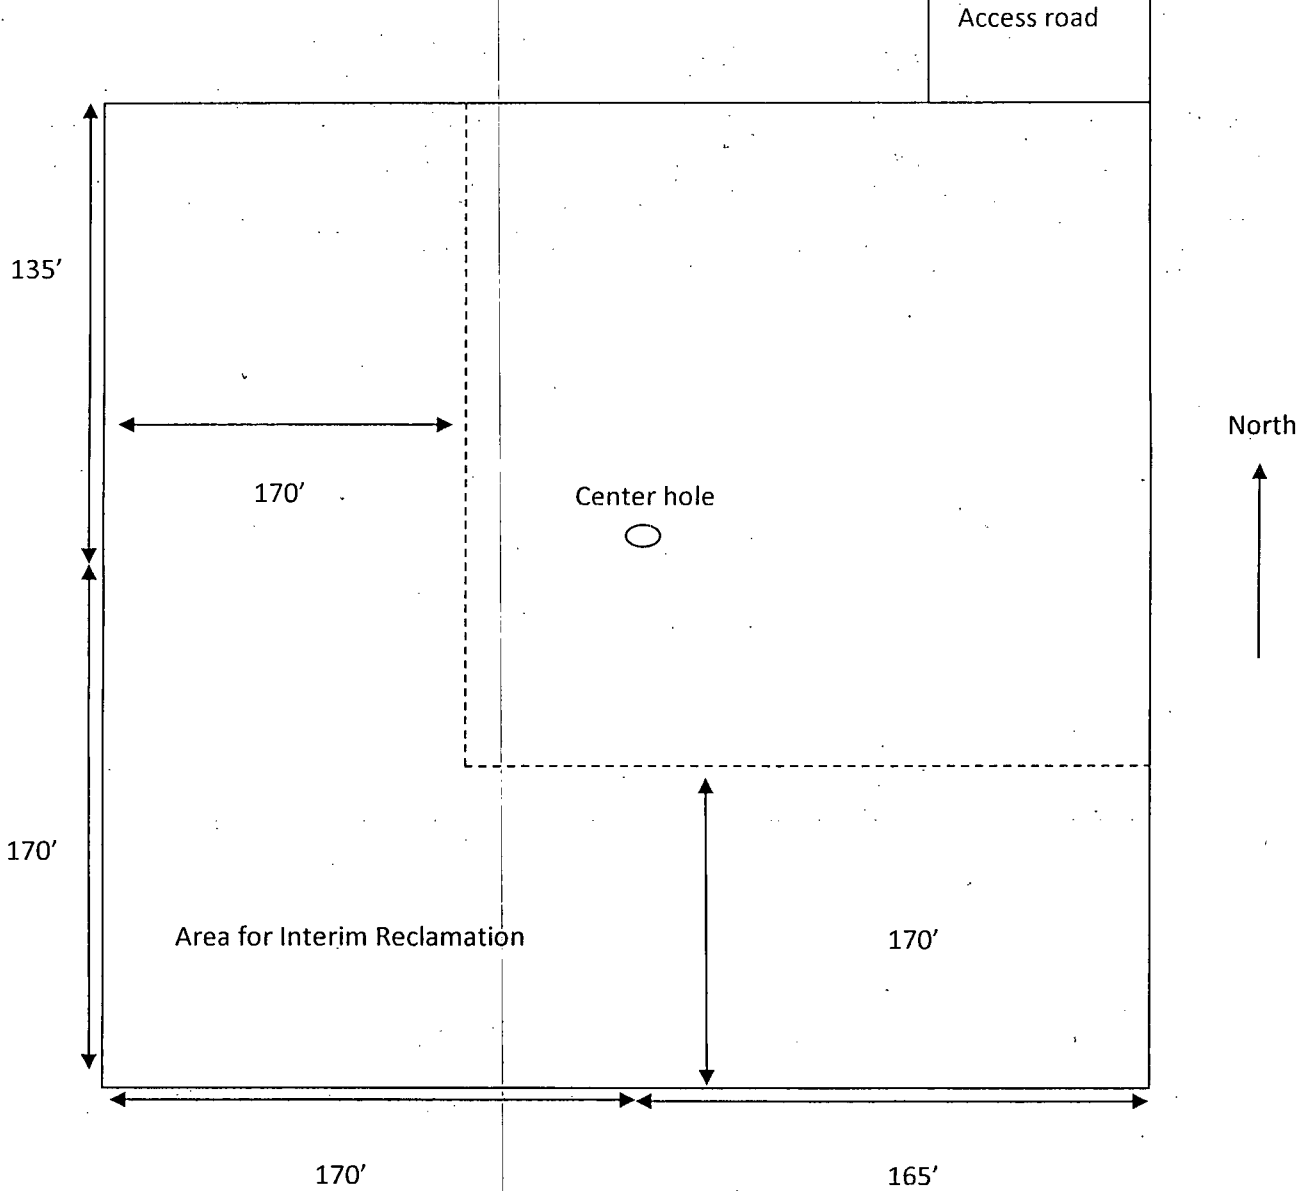 Access road
135’
North
170’
Center hole
170’
Area for Interim Reclamation
170’
170’
165’